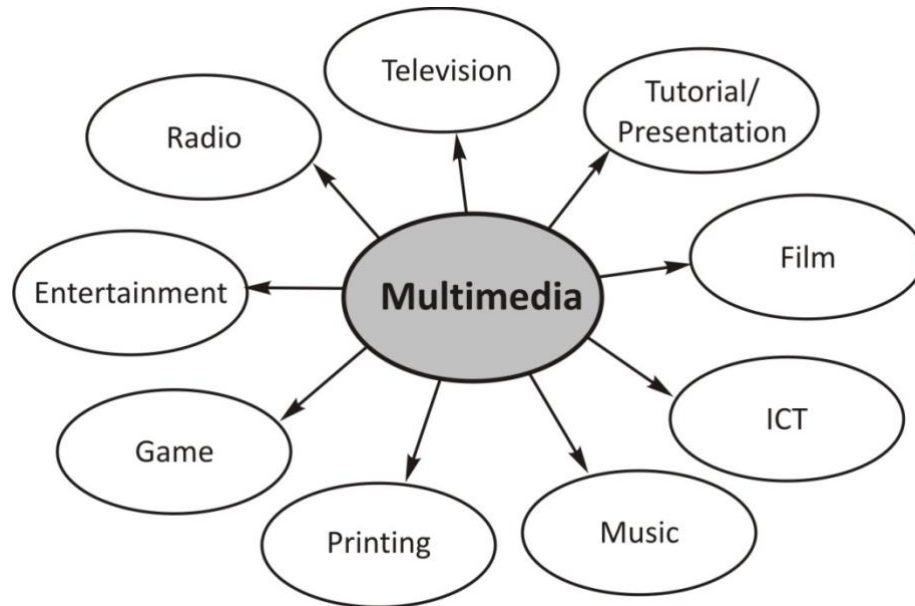 Television
Tutorial/
Presentation
Radio
Film
Entertainment
Multimedia
ICT
Game
Music
Printing